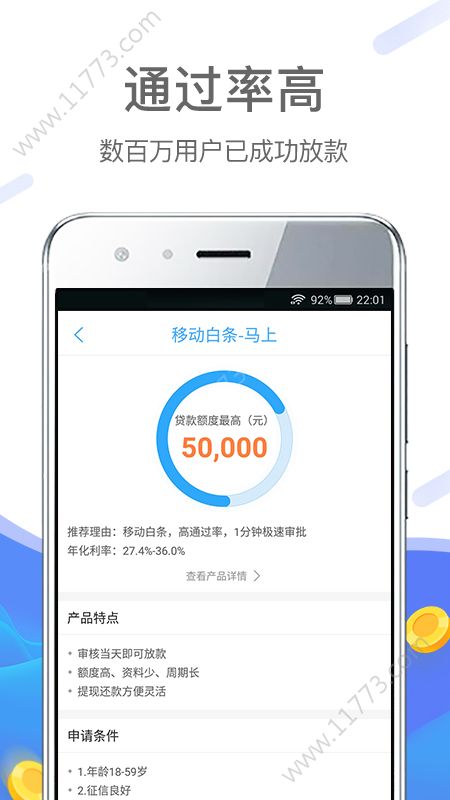 www.11773.com
通过率高
数百万用户已成功放款
92% 22:01
移动白条-马上
贷款额度最高（元）
50,000
推荐理由：移动白条，高通过率，1分钟极速审批
年化利率：27.4%-36.0%
查看产品详情
产品特点
审核当天即可放款
额度高、资料少、周期长
提现还款方便灵活
申请条件
1.年龄18-59岁
2.征信良好
www.11773.com